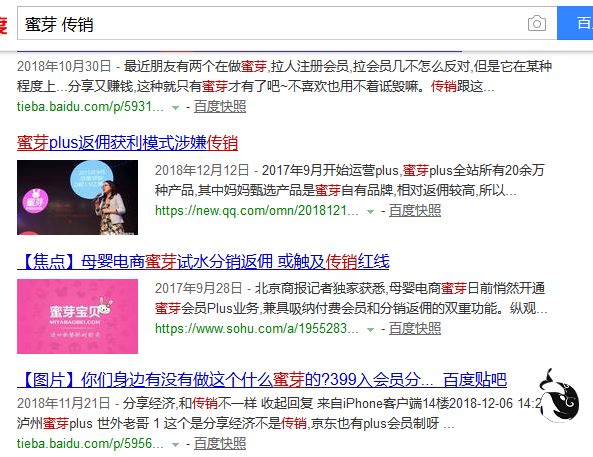 度 蜜芽 传销 百
2018年10月30日 - 最近朋友有两个在做蜜芽,拉人注册会员,拉会员几不怎么反对,但是它在某种
程度上...分享又赚钱,这种就只有蜜芽才有了吧~不喜欢也用不着诋毁嘛。传销跟这...
tieba.baidu.com/p/5931... - 百度快照
蜜芽plus返佣获利模式涉嫌传销
2018年12月12日 - 2017年9月开始运营plus,蜜芽plus全站所有20余万
种产品,其中妈妈甄选产品是蜜芽自有品牌,相对返佣较高,所以...
https://new.qq.com/omn/2018121... - 百度快照
【焦点】母婴电商蜜芽试水分销返佣 或触及传销红线
蜜芽宝贝
MIYABAOBEI.COM
2017年9月28日 - 北京商报记者独家获悉,母婴电商蜜芽日前悄然开通
蜜芽会员Plus业务,兼具吸纳付费会员和分销返佣的双重功能。纵观...
https://www.sohu.com/a/1955283... - 百度快照
【图片】你们身边有没有做这个什么蜜芽的?399入会员分... 百度贴吧
2018年11月21日 - 分享经济,和传销不一样 收起回复 来自iPhone客户端14楼2018-12-06 14:2
泸州蜜芽plus 世外老哥 1 这个是分享经济不是传销,京东也有plus会员制呀 ...
tieba.baidu.com/p/5956... - 百度快照